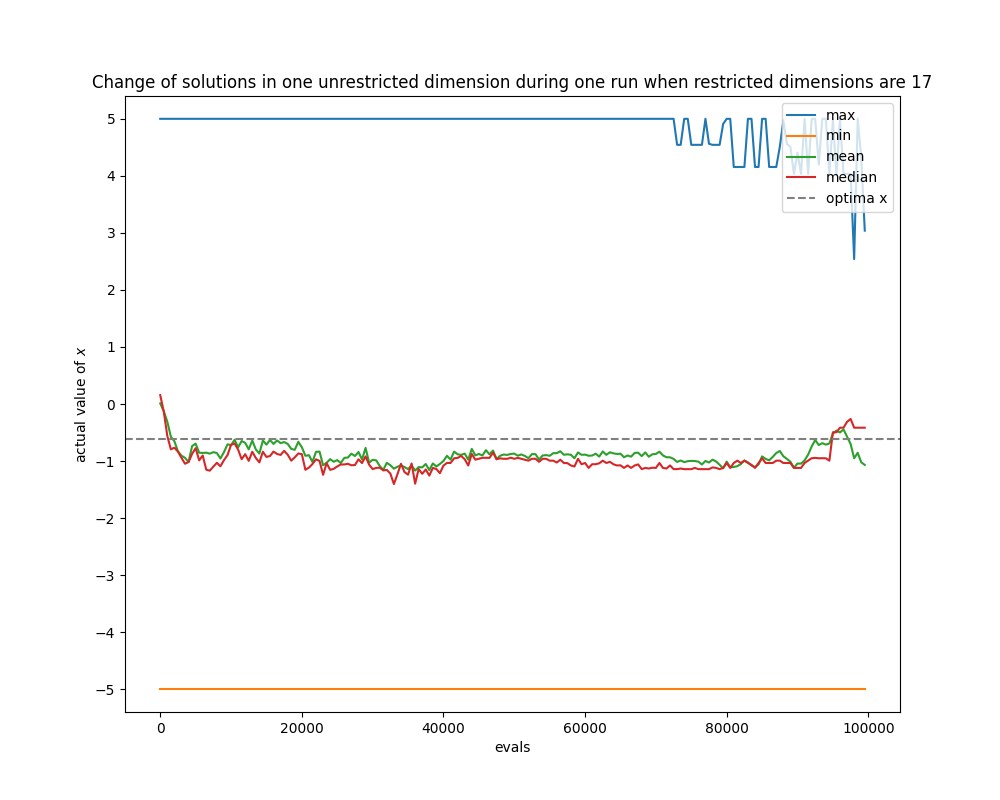 Change of solutions in one unrestricted dimension during one run when restricted dimensions are 17
max
min
mean
median
optima x
5
4
3
2
1
0
−1
−2
−3
−4
−5
actual value of x
0 20000 40000 60000 80000 100000
evals